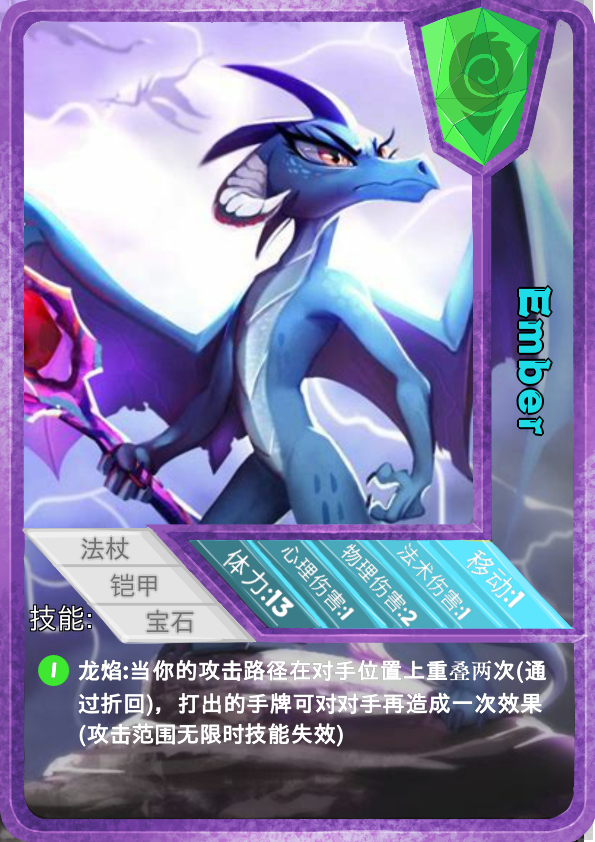 Ember
法杖
铠甲
宝石
体力:13
心理伤害:1
物理伤害:2
法术伤害:1
移动:1
技能:
1 龙焰:当你的攻击路径在对手位置上重叠两次(通
过折回)，打出的手牌可对对手再造成一次效果
(攻击范围无限时技能失效)